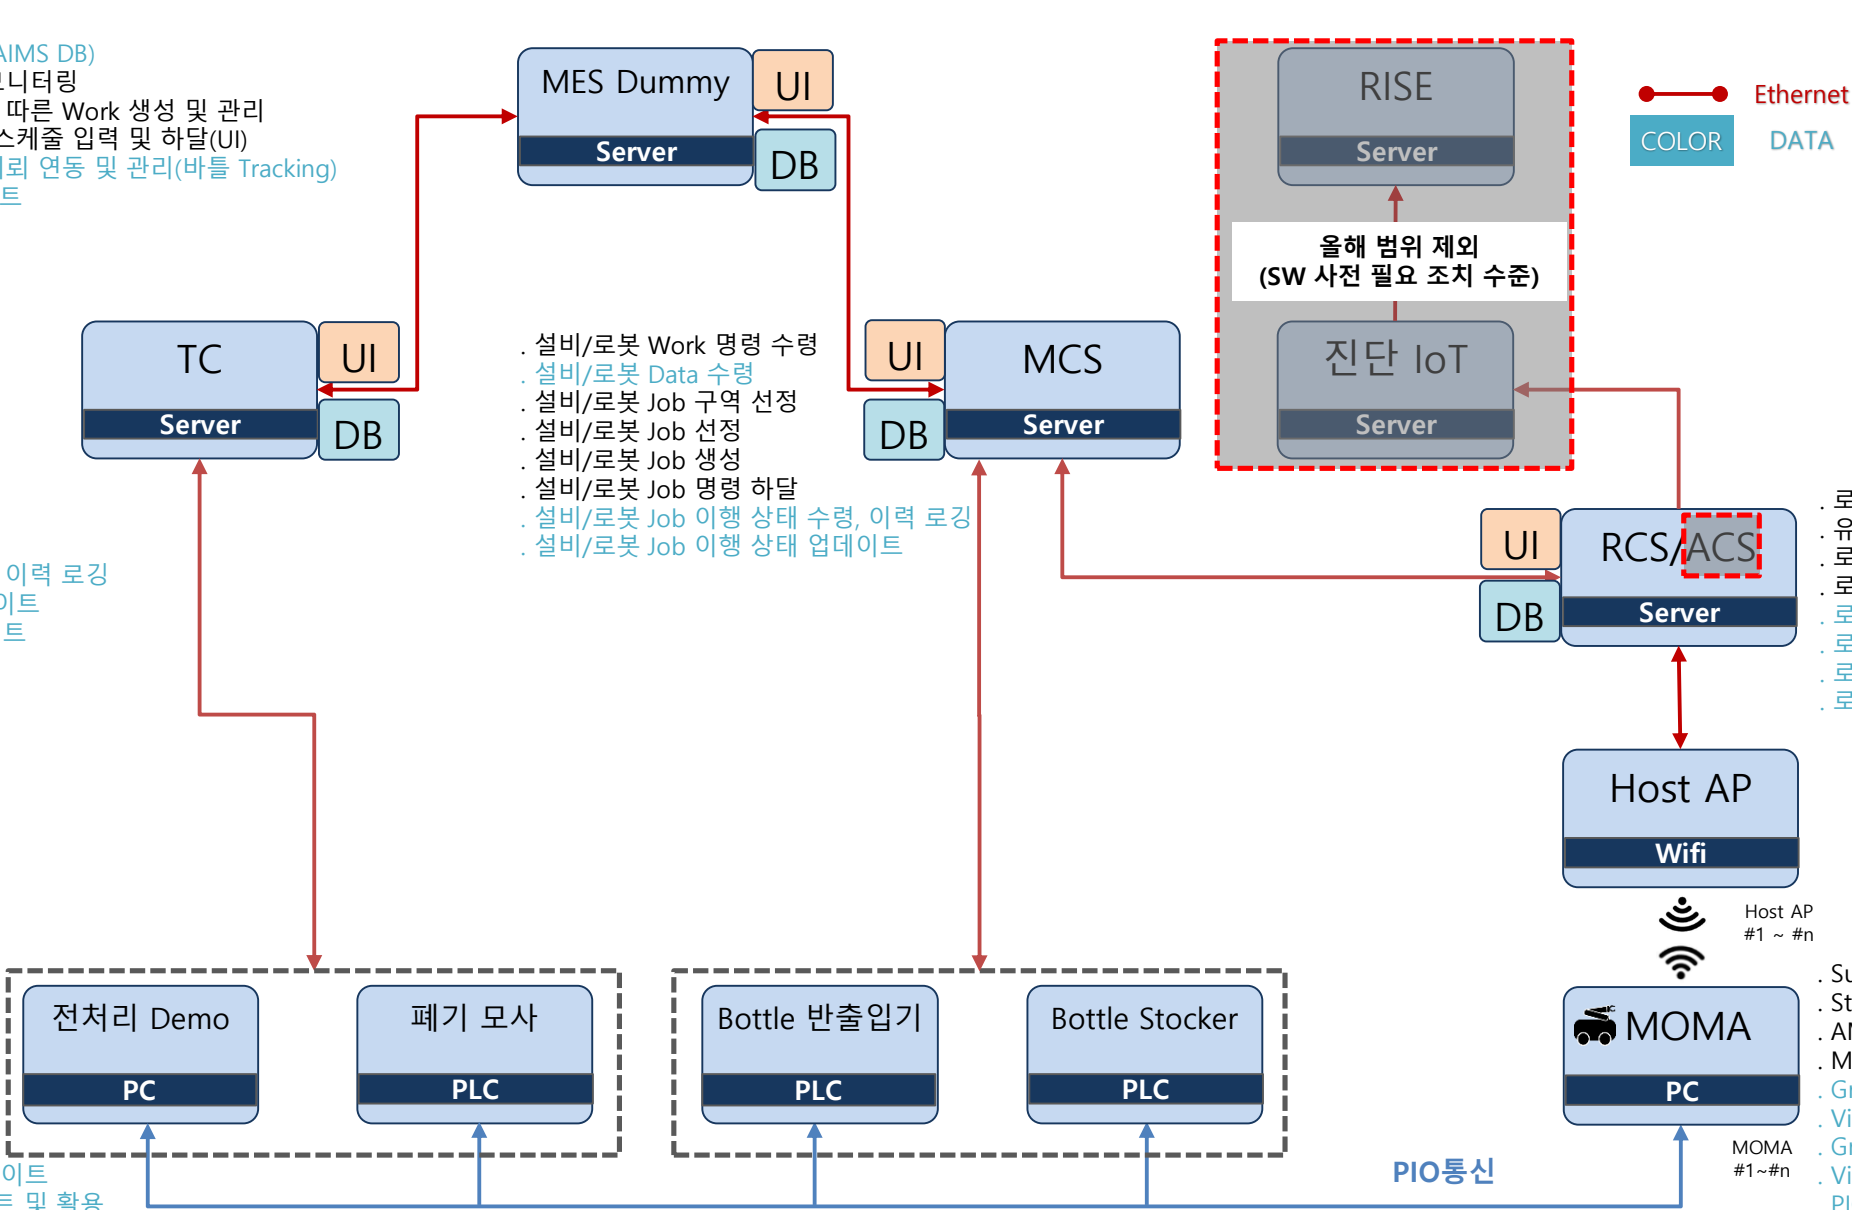 AIMS DB)
모니터링
따른 Work 생성 및 관리
스케줄 입력 및 하달(UI)
연동 및 관리(바틀 Tracking)
MES Dummy
Server
UI
DB
RISE
Server
올해 범위 제외
(SW 사전 필요 조치 수준)
진단 IoT
Server
Ethernet
COLOR
DATA
TC
Server
UI
DB
. 설비/로봇 Work 명령 수령
. 설비/로봇 Data 수령
. 설비/로봇 Job 구역 선정
. 설비/로봇 Job 선정
. 설비/로봇 Job 생성
. 설비/로봇 Job 명령 하달
. 설비/로봇 Job 이행 상태 수령, 이력 로깅
. 설비/로봇 Job 이행 상태 업데이트
UI
DB
MCS
Server
이력 로깅
UI
DB
RCS/ACS
Server
Host AP
Wifi
Host AP
#1 ~ #n
전처리 Demo
PC
폐기 모사
PLC
Bottle 반출입기
PLC
Bottle Stocker
PLC
MOMA
PC
MOMA
#1~#n
PIO통신
및 활용